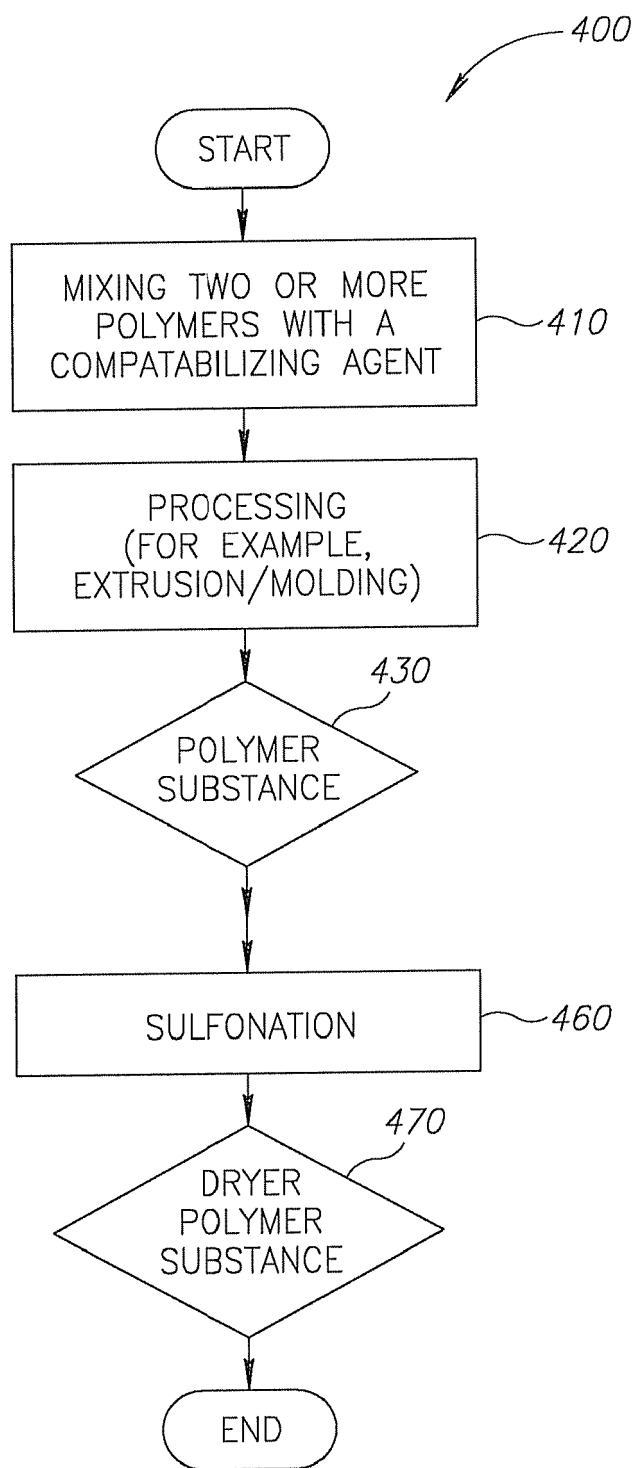 400
START
MIXING TWO OR MORE
POLYMERS WITH A
COMPATABILIZING AGENT
410
PROCESSING
(FOR EXAMPLE,
EXTRUSION/MOLDING)
420
430
POLYMER
SUBSTANCE
SULFONATION
460
470
DRYER
POLYMER
SUBSTANCE
END